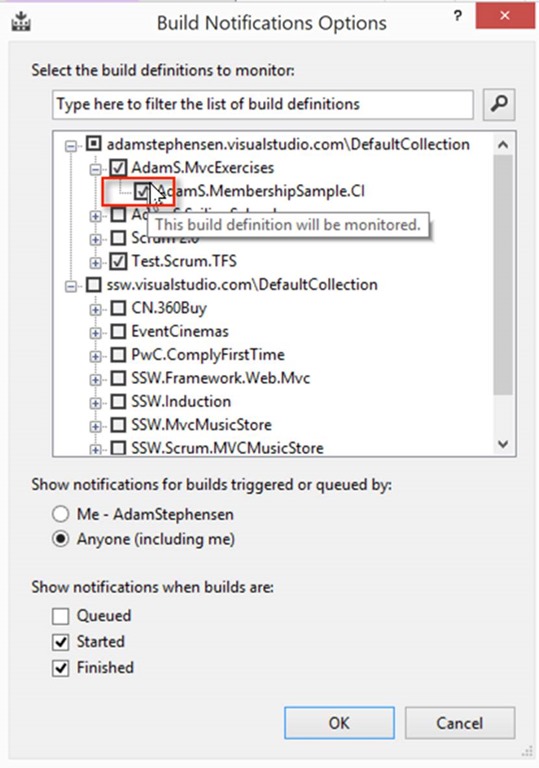 Build Notifications Options
?
Select the build definitions to monitor:
Type here to filter the list of build definitions
adamstephensen.visualstudio.com\DefaultCollection
AdamS.MvcExercises
AdamS.MembershipSample.CI
This build definition will be monitored.
Scrum 2.0
Test.Scrum.TFS
ssw.visualstudio.com\DefaultCollection
CN.360Buy
EventCinemas
PwC.ComplyFirstTime
SSW.Framework.Web.Mvc
SSW.Induction
SSW.MvcMusicStore
SSW.Scrum.MVCMusicStore
Show notifications for builds triggered or queued by:
Me - AdamStephensen
Anyone (including me)
Show notifications when builds are:
Queued
Started
Finished
OK Cancel